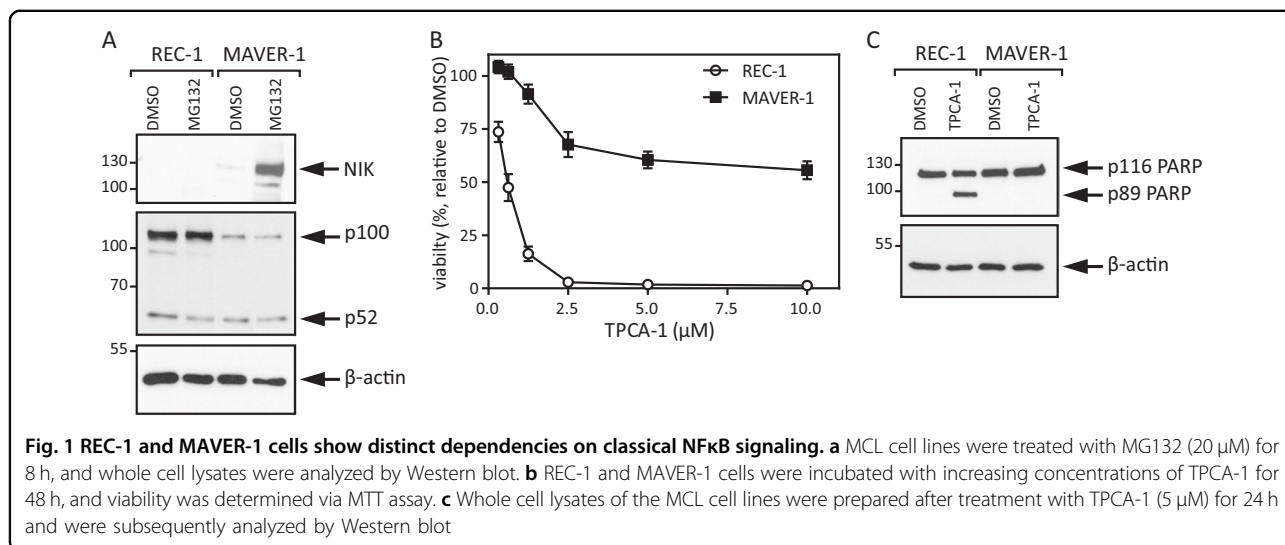 A
REC-1 MAVER-1
DMSO MG132 DMSO MG132
130
100
NIK
100
70
p100
p52
55
β-actin
B
viabilty (%, relative to DMSO)
100
75
50
25
0
0.0 2.5 5.0 7.5 10.0
TPCA-1 (μM)
REC-1
MAVER-1
C
REC-1 MAVER-1
DMSO TPCA-1 DMSO TPCA-1
130
100
p116 PARP
p89 PARP
55
β-actin
Fig. 1 REC-1 and MAVER-1 cells show distinct dependencies on classical NFκB signaling. a MCL cell lines were treated with MG132 (20 μM) for
8 h, and whole cell lysates were analyzed by Western blot. b REC-1 and MAVER-1 cells were incubated with increasing concentrations of TPCA-1 for
48 h, and viability was determined via MTT assay. c Whole cell lysates of the MCL cell lines were prepared after treatment with TPCA-1 (5 μM) for 24 h
and were subsequently analyzed by Western blot